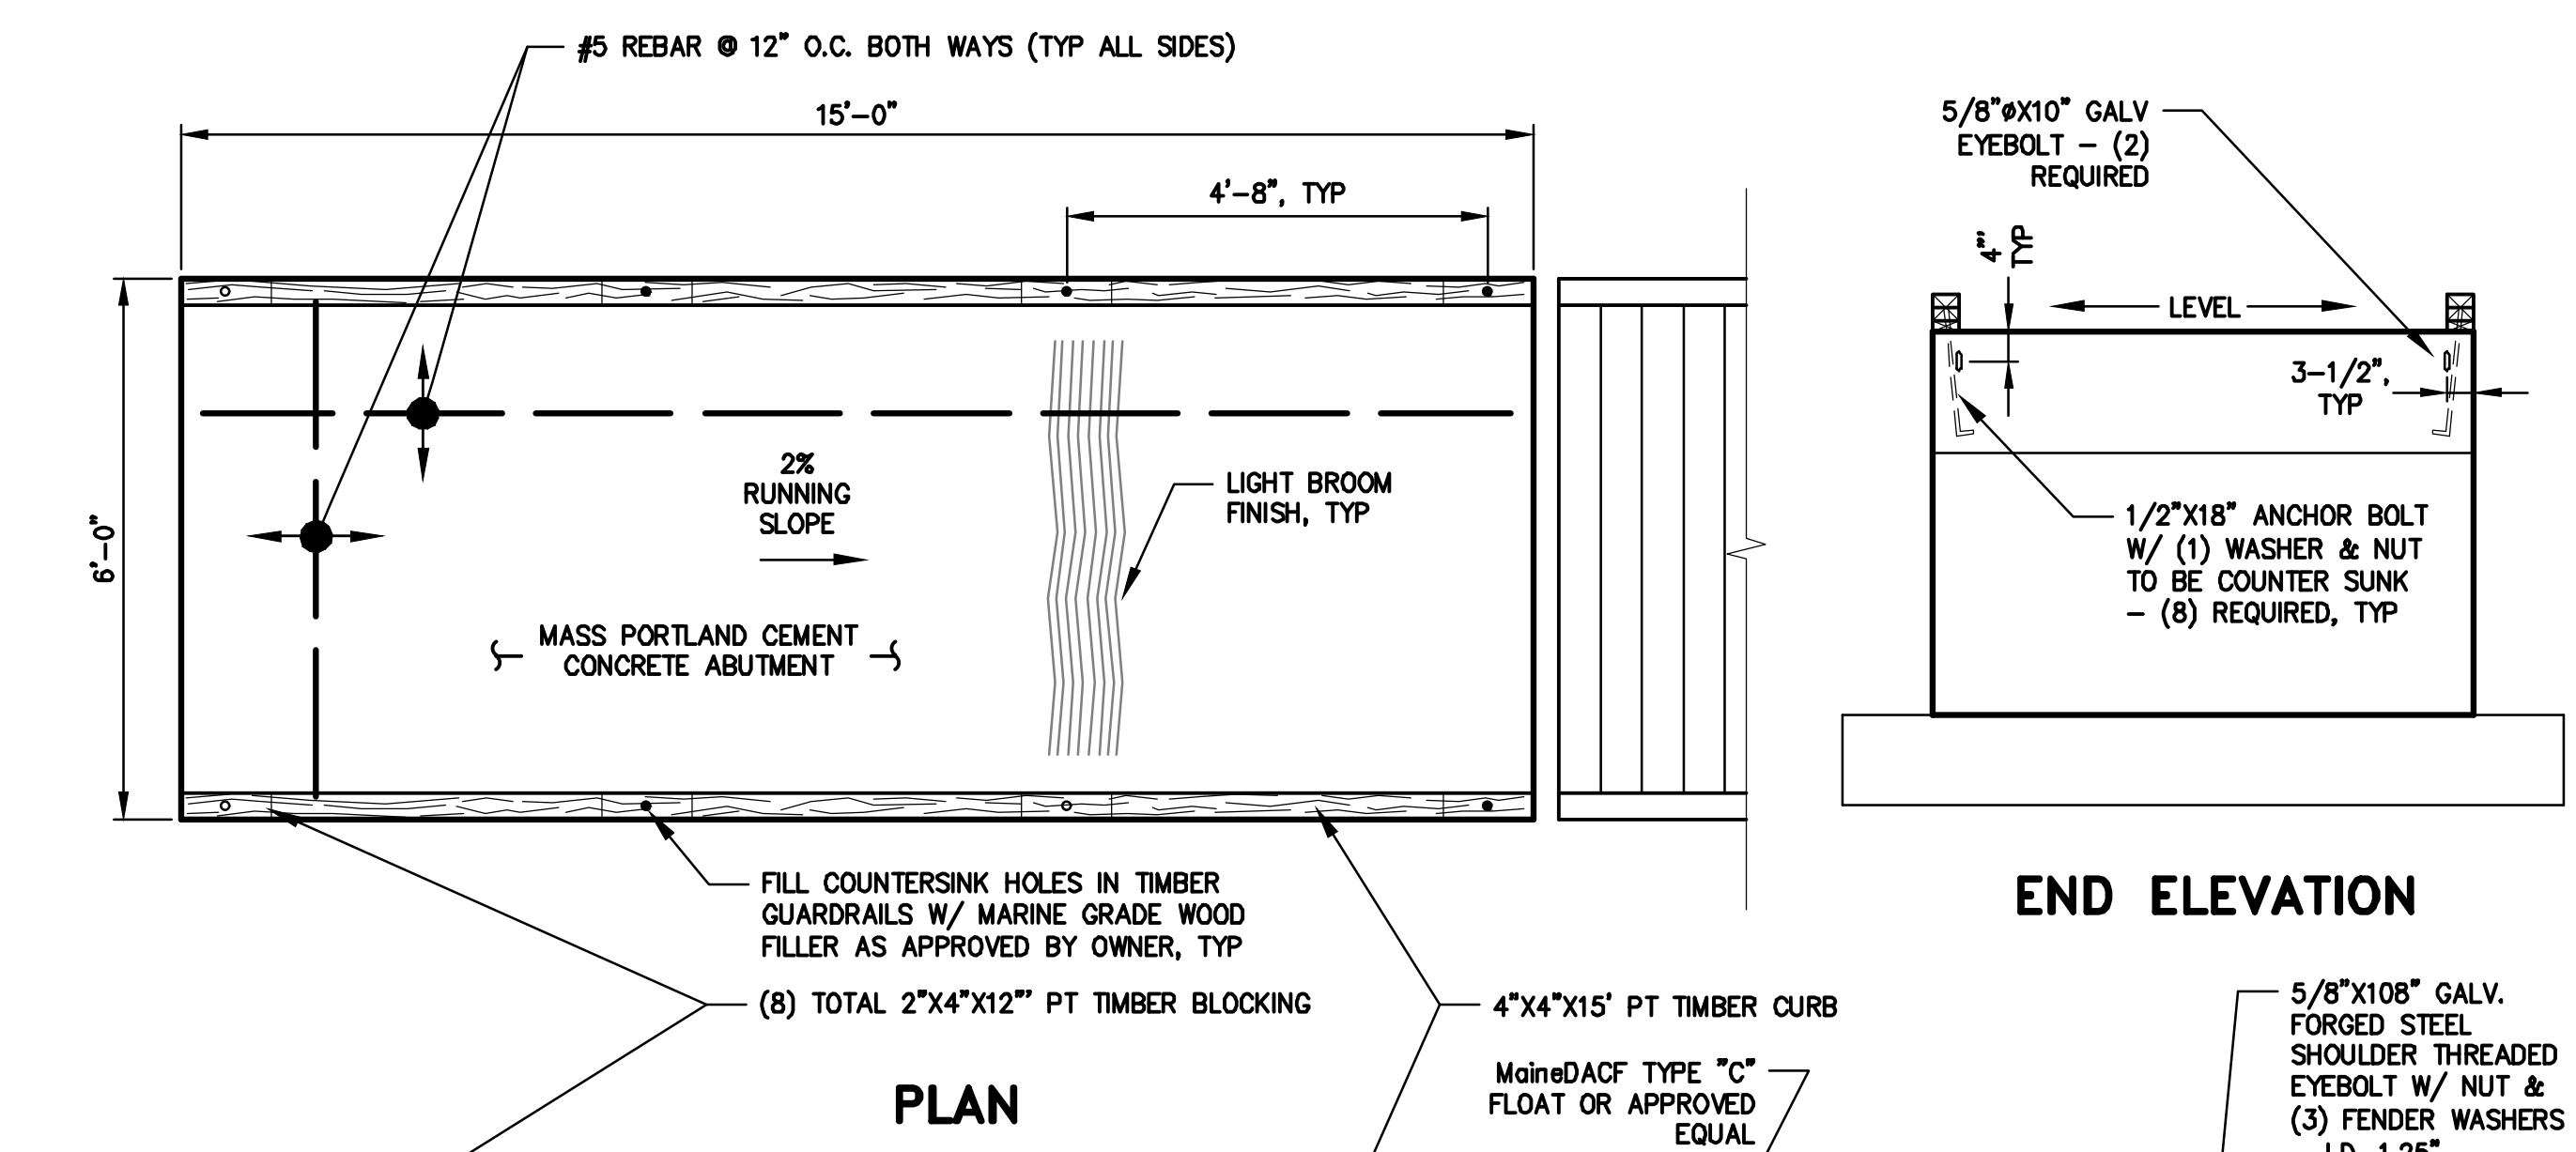 #5 REBAR @ 12" O.C. BOTH WAYS (TYP ALL SIDES)
15'-0"
4'-8", TYP
6'-0"
2%
RUNNING
SLOPE
LIGHT BROOM
FINISH, TYP
MASS PORTLAND CEMENT
CONCRETE ABUTMENT
FILL COUNTERSINK HOLES IN TIMBER
GUARDRAILS W/ MARINE GRADE WOOD
FILLER AS APPROVED BY OWNER, TYP
(8) TOTAL 2"X4"X12"' PT TIMBER BLOCKING
4"X4"X15' PT TIMBER CURB
PLAN
MaineDACF TYPE "C"
FLOAT OR APPROVED
EQUAL
5/8"øX10" GALV
EYEBOLT - (2)
REQUIRED
4"'
TYP
LEVEL
3-1/2",
TYP
1/2"X18" ANCHOR BOLT
W/ (1) WASHER & NUT
TO BE COUNTER SUNK
- (8) REQUIRED, TYP
END ELEVATION
5/8"X108" GALV.
FORGED STEEL
SHOULDER THREADED
EYEBOLT W/ NUT &
(3) FENDER WASHERS